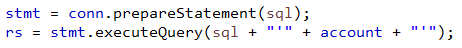 stmt = conn.prepareStatement(sql);
rs = stmt.executeQuery(sql + "'" + account + "'");